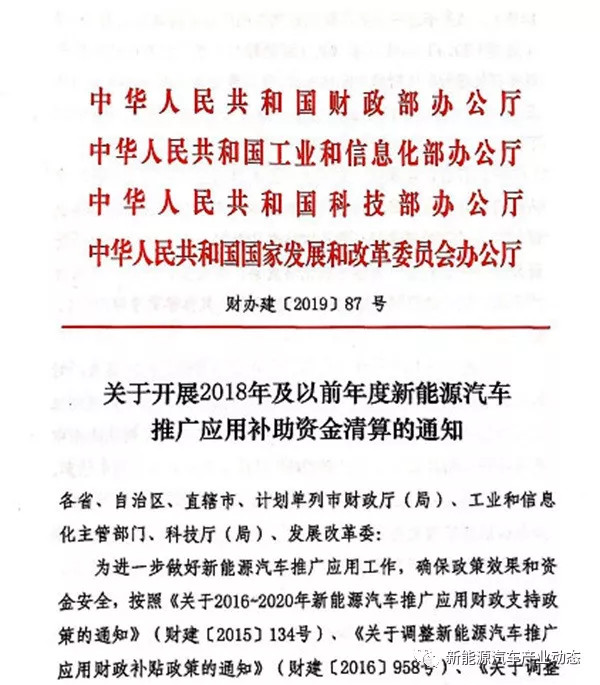 中华人民共和国财政部办公厅
中华人民共和国工业和信息化部办公厅
中华人民共和国科技部办公厅
中华人民共和国国家发展和改革委员会办公厅
财办建〔2019〕87 号
关于开展2018年及以前年度新能源汽车
推广应用补助资金清算的通知
各省、自治区、直辖市、计划单列市财政厅（局）、工业和信息
化主管部门、科技厅（局）、发展改革委：
为进一步做好新能源汽车推广应用工作，确保政策效果和资
金安全，按照《关于2016-2020年新能源汽车推广应用财政支持政
策的通知》（财建〔2015〕134号）、《关于调整新能源汽车推广
应用财政补贴政策的通知》（财建〔2016〕958号）、《关于调整
新能源汽车产业动态